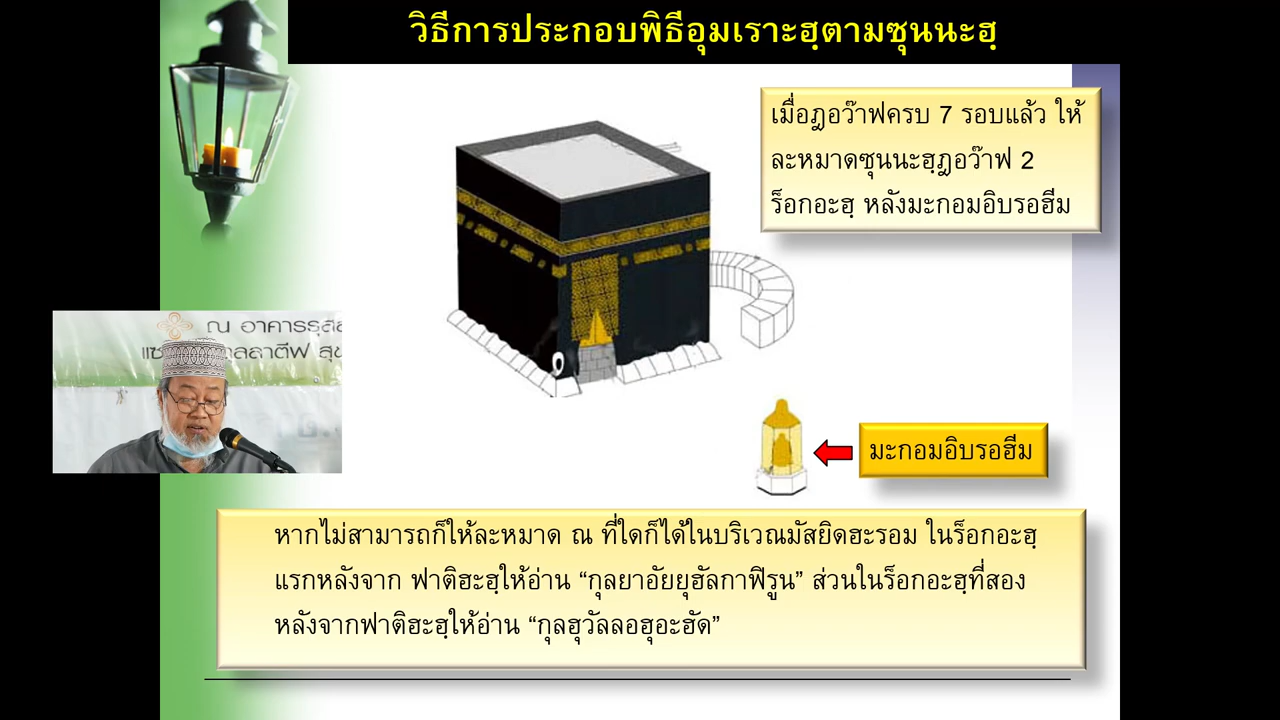 วิธีการประกอบพิธีอุมเราะฮฺตามซุนนะฮฺ
เมื่อฎอว๊าฟครบ 7 รอบแล้ว ให้
ละหมาดซุนนะฮฺฎอว๊าฟ 2
ร็อกอะฮฺ หลังมะกอมอิบรอฮีม
ณ อาคาร
มะกอมอิบรอฮีม
หากไม่สามารถก็ให้ละหมาด ณ ที่ใดก็ได้ในบริเวณมัสยิดฮะรอม ในร็อกอะฮฺ
แรกหลังจาก ฟาติฮะฮฺให้อ่าน “กุลยาอัยยุฮัลกาฟิรูน” ส่วนในร็อกอะฮฺที่สอง
หลังจากฟาติฮะฮฺให้อ่าน “กุลฮุวัลลอฮุอะฮัด”